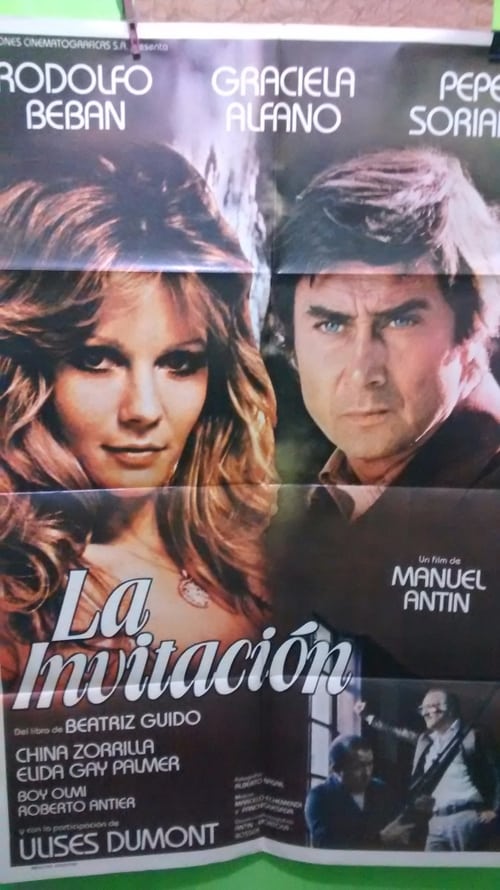 ONES CINEMATOGRAFICAS S.A. presenta
RODOLFO BEBAN
GRACIELA ALFANO
PEPE SORIA
Un film de
MANUEL
ANTIN
La
Invitación
Del libro de BEATRIZ GUIDO
CHINA ZORRILLA
ELIDA GAY PALMER
BOY OLMI
ROBERTO ANTIER
y con la participación de
ULISES DUMONT